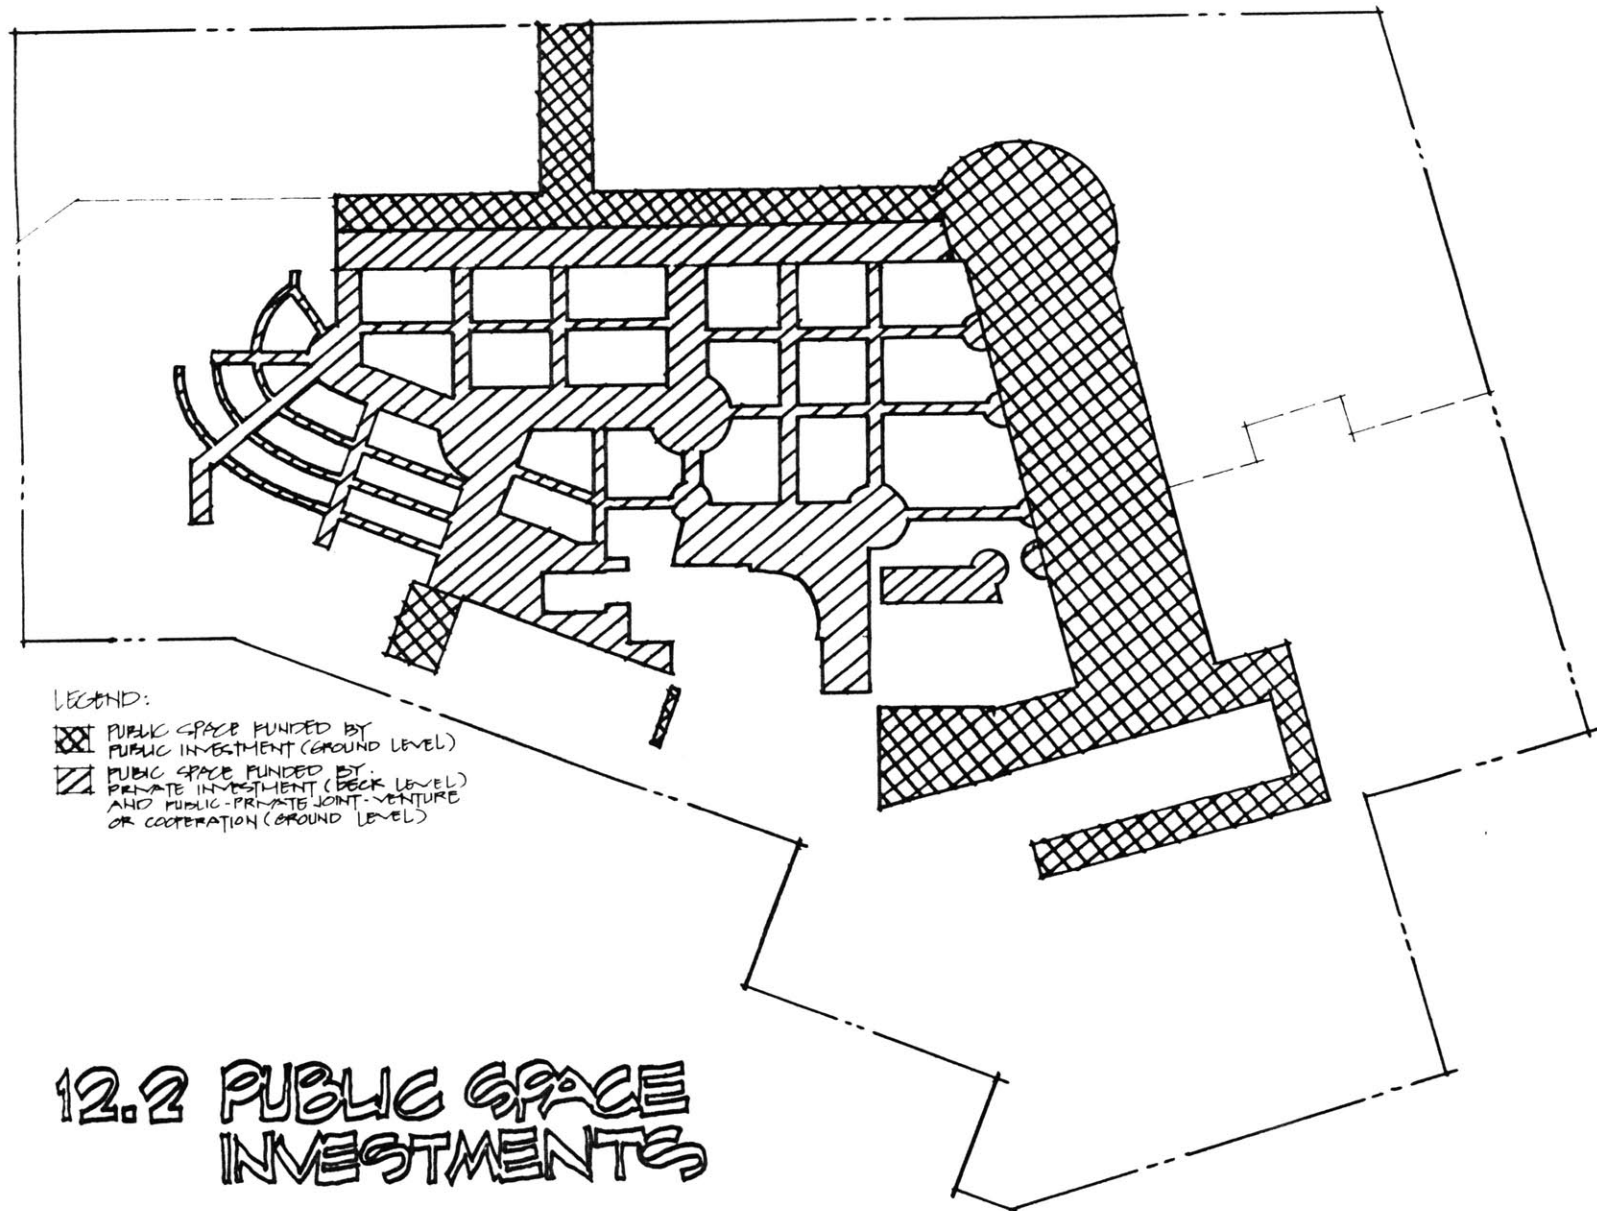 LEGEND:
PUBLIC SPACE FUNDED BY
PUBLIC INVESTMENT (GROUND LEVEL)
PUBIC SPACE FUNDED BY.
PRIVATE INVESTMENT (DECK LEVEL)
AND PUBLIC-PRIVATE JOINT-VENTURE
OR COOPERATION (GROUND LEVEL)
12.2 PUBLIC SPACE
INVESTMENTS